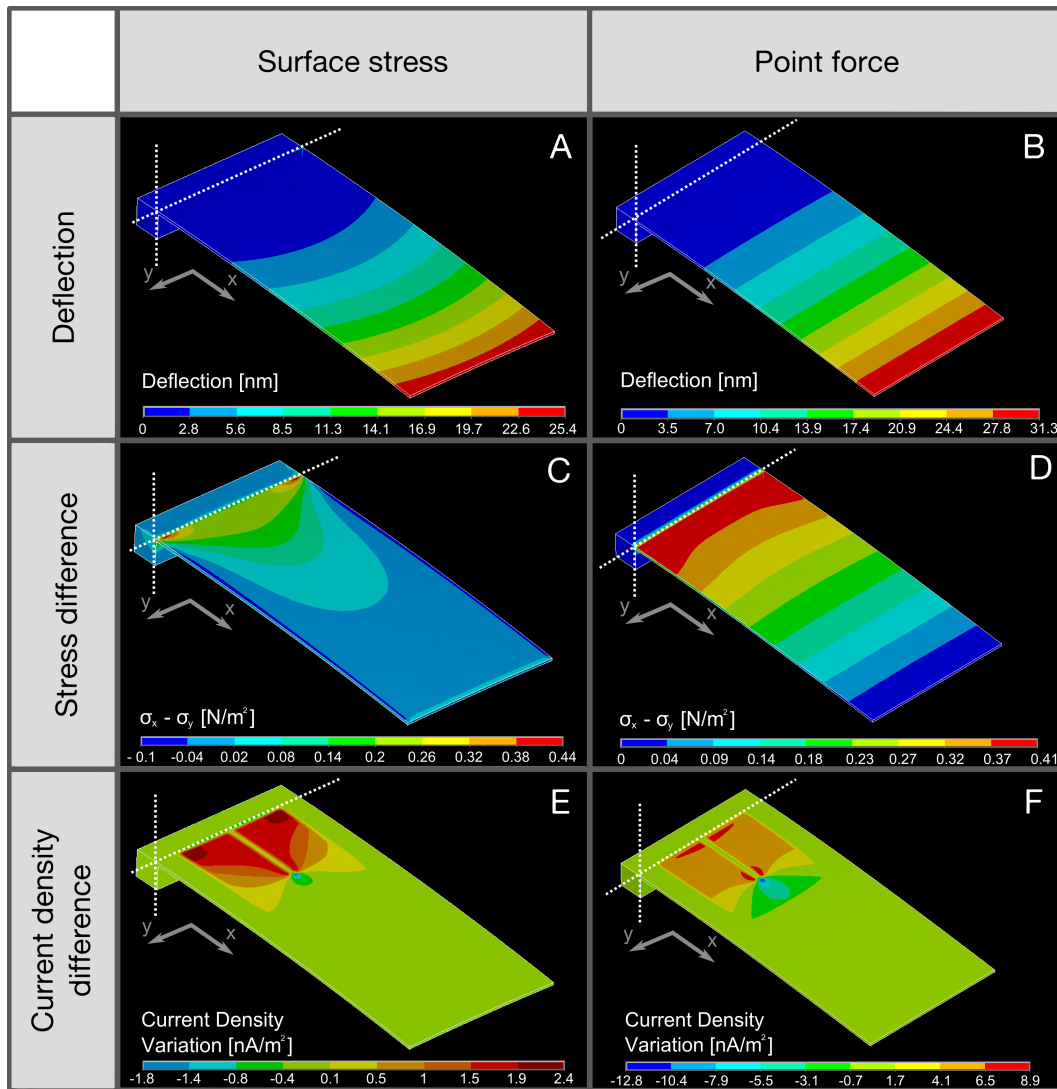 Surface stress
Point force
Deflection
A
y
x
Deflection [nm]
0 2.8 5.6 8.5 11.3 14.1 16.9 19.7 22.6 25.4
B
y
x
Deflection [nm]
0 3.5 7.0 10.4 13.9 17.4 20.9 24.4 27.8 31.3
Stress difference
C
y
x
σx - σy [N/m²]
- 0.1 -0.04 0.02 0.08 0.14 0.2 0.26 0.32 0.38 0.44
D
y
x
σx - σy [N/m²]
0 0.04 0.09 0.14 0.18 0.23 0.27 0.32 0.37 0.41
Current density
difference
E
y
x
Current Density
Variation [nA/m²]
-1.8 -1.4 -0.8 -0.4 0.1 0.5 1 1.5 1.9 2.4
F
y
x
Current Density
Variation [nA/m²]
-12.8 -10.4 -7.9 -5.5 -3.1 -0.7 1.7 4.1 6.5 8.9